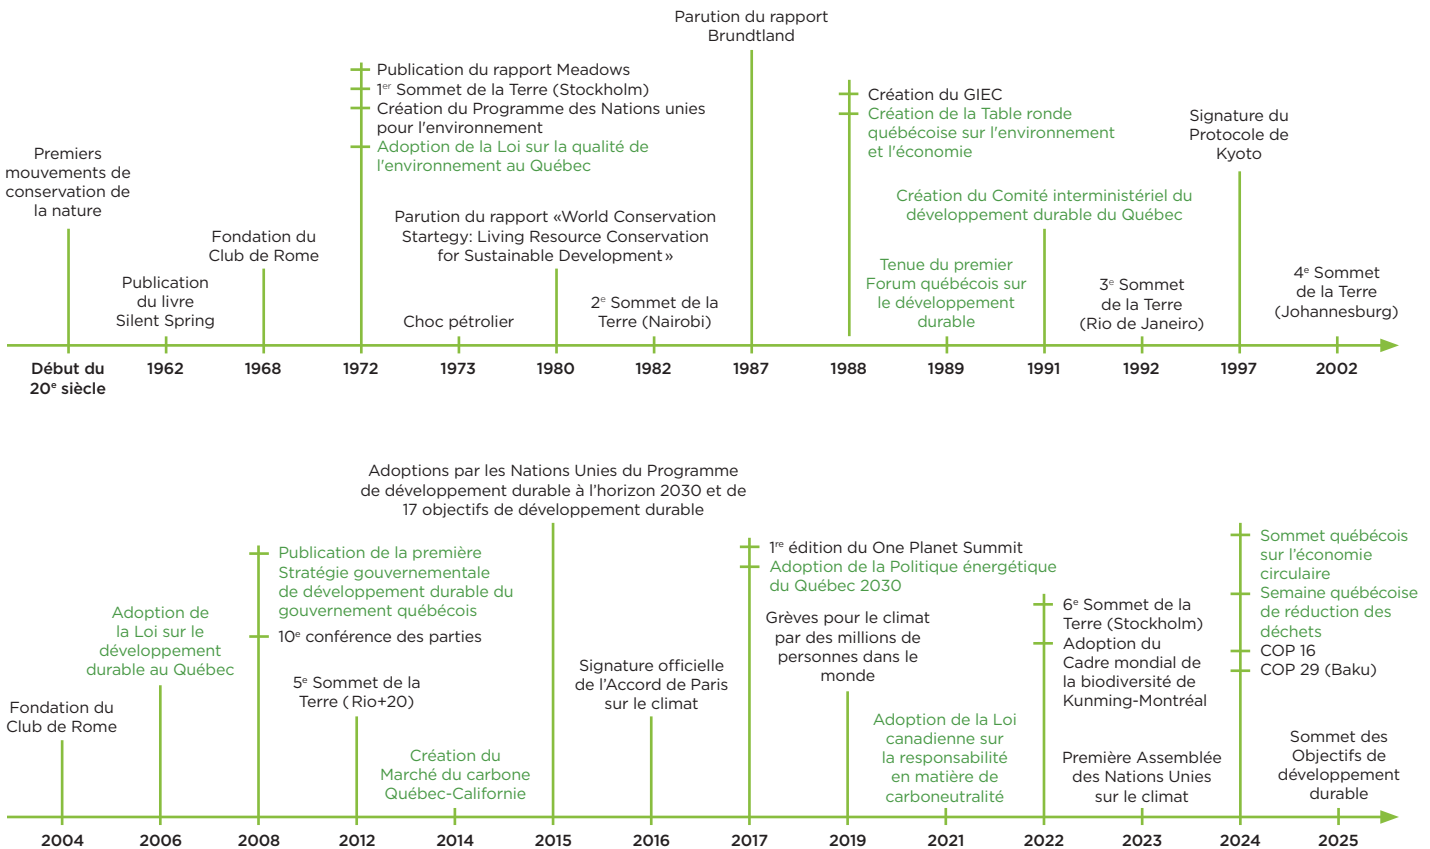 Premiers
mouvements de
conservation de
la nature
Publication
du livre
Silent Spring
Fondation du
Club de Rome
Publication du rapport Meadows
1er Sommet de la Terre (Stockholm)
Création du Programme des Nations unies
pour l'environnement
Adoption de la Loi sur la qualité de
l'environnement au Québec
Choc pétrolier
Parution du rapport «World Conservation
Startegy: Living Resource Conservation
for Sustainable Development»
2e Sommet de la
Terre (Nairobi)
Parution du rapport
Brundtland
Création du GIEC
Création de la Table ronde
québécoise sur l'environnement
et l'économie
Tenue du premier
Forum québécois sur
le développement
durable
Création du Comité interministériel du
développement durable du Québec
3e Sommet
de la Terre
(Rio de Janeiro)
Signature du
Protocole de
Kyoto
4e Sommet
de la Terre
(Johannesburg)
Début du
20e siècle
1962
1968
1972
1973
1980
1982
1987
1988
1989
1991
1992
1997
2002
Fondation du
Club de Rome
Adoption de
la Loi sur le
développement
durable au Québec
Publication de la première
Stratégie gouvernementale
de développement durable du
gouvernement québécois
10e conférence des parties
5e Sommet de la
Terre (Rio+20)
Création du
Marché du carbone
Québec-Californie
Adoptions par les Nations Unies du Programme
de développement durable à l'horizon 2030 et de
17 objectifs de développement durable
Signature officielle
de l'Accord de Paris
sur le climat
1re édition du One Planet Summit
Adoption de la Politique énergétique
du Québec 2030
Grèves pour le climat
par des millions de
personnes dans le
monde
Adoption de la Loi
canadienne sur
la responsabilité
en matière de
carboneutralité
6e Sommet de la
Terre (Stockholm)
Adoption du
Cadre mondial de
la biodiversité de
Kunming-Montréal
Première Assemblée
des Nations Unies
sur le climat
Sommet québécois
sur l'économie
circulaire
Semaine québécoise
de réduction des
déchets
COP 16
COP 29 (Baku)
Sommet des
Objectifs de
développement
durable
2004
2006
2008
2012
2014
2015
2016
2017
2019
2021
2022
2023
2024
2025